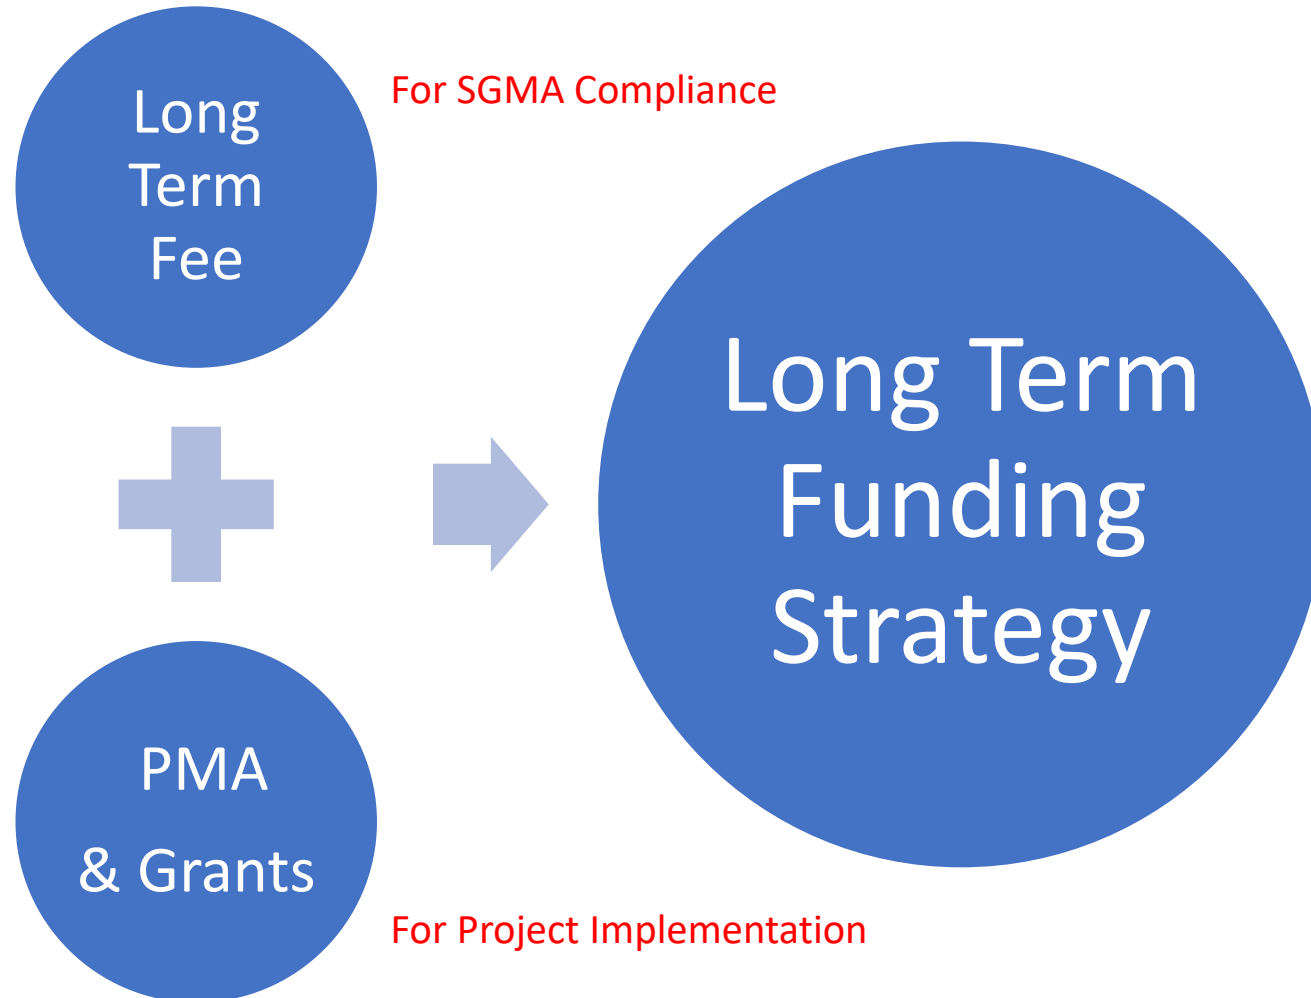 Long
Term
Fee
For SGMA Compliance
Long Term
Funding
Strategy
PMA
& Grants
For Project Implementation